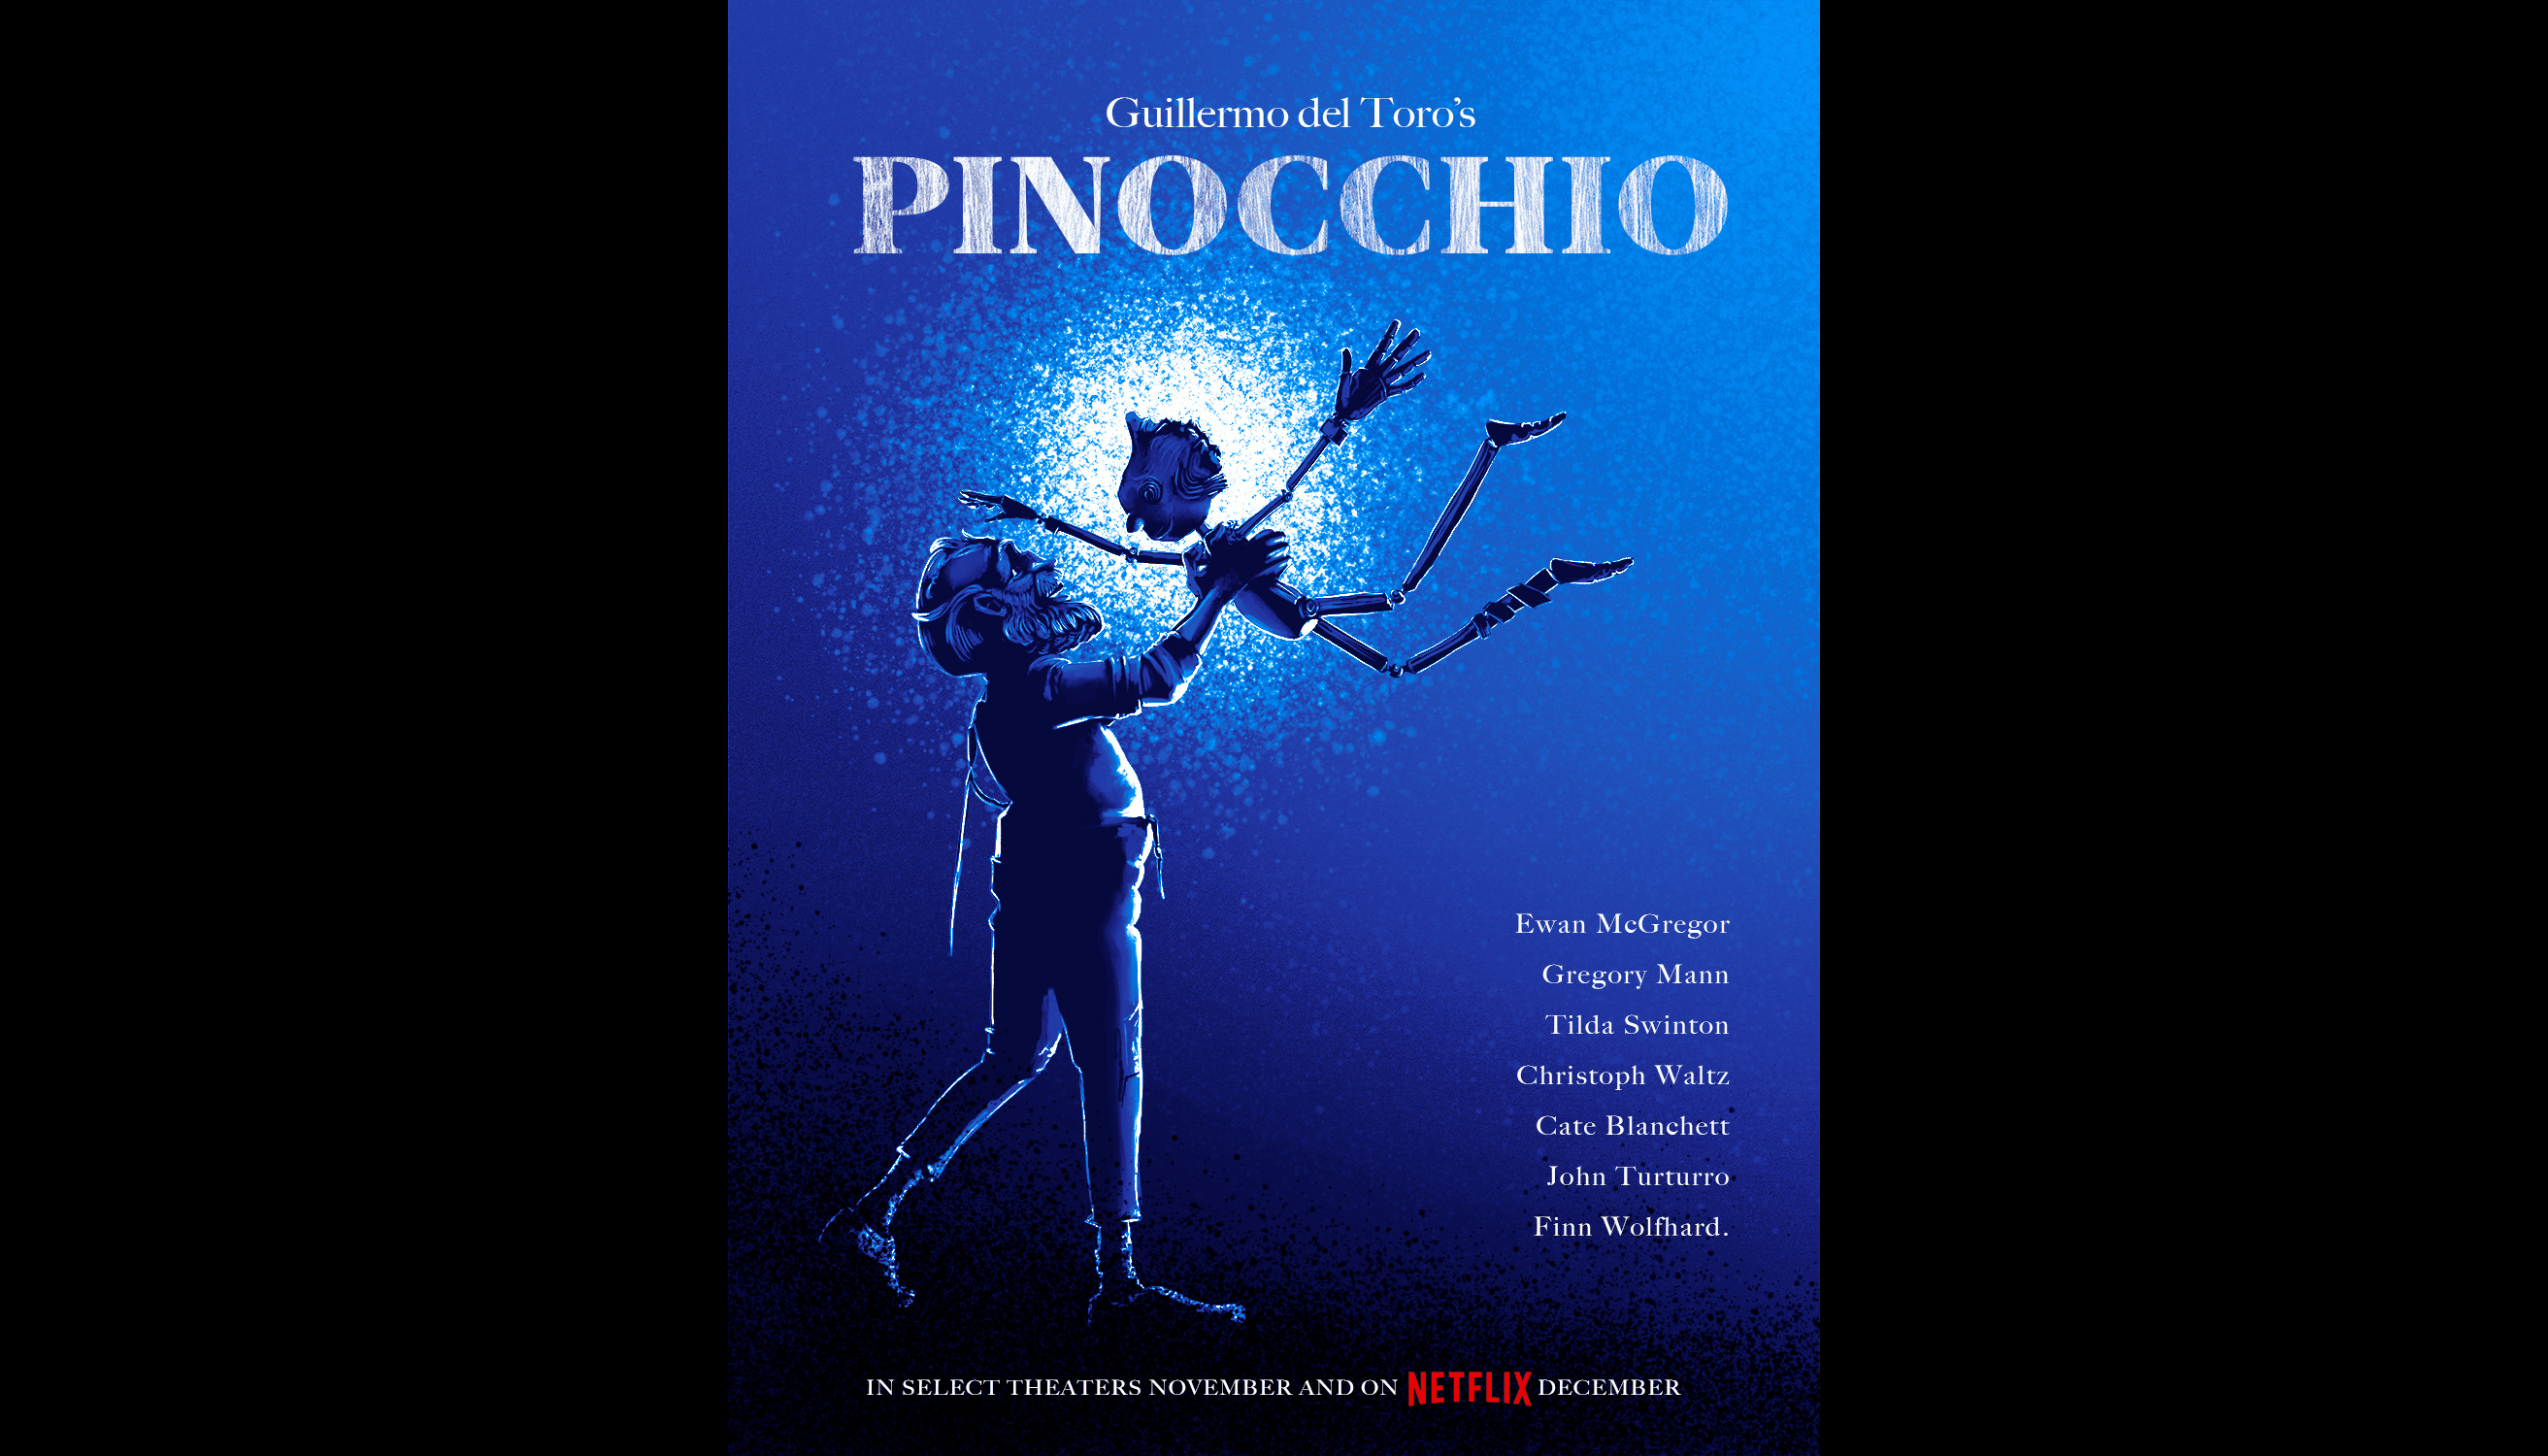 Guillermo del Toro’s
PINOCCHIO
Ewan McGregor
Gregory Mann
Tilda Swinton
Christoph Waltz
Cate Blanchett
John Turturro
Finn Wolfhard.
IN SELECT THEATERS NOVEMBER AND ON NETFLIX DECEMBER